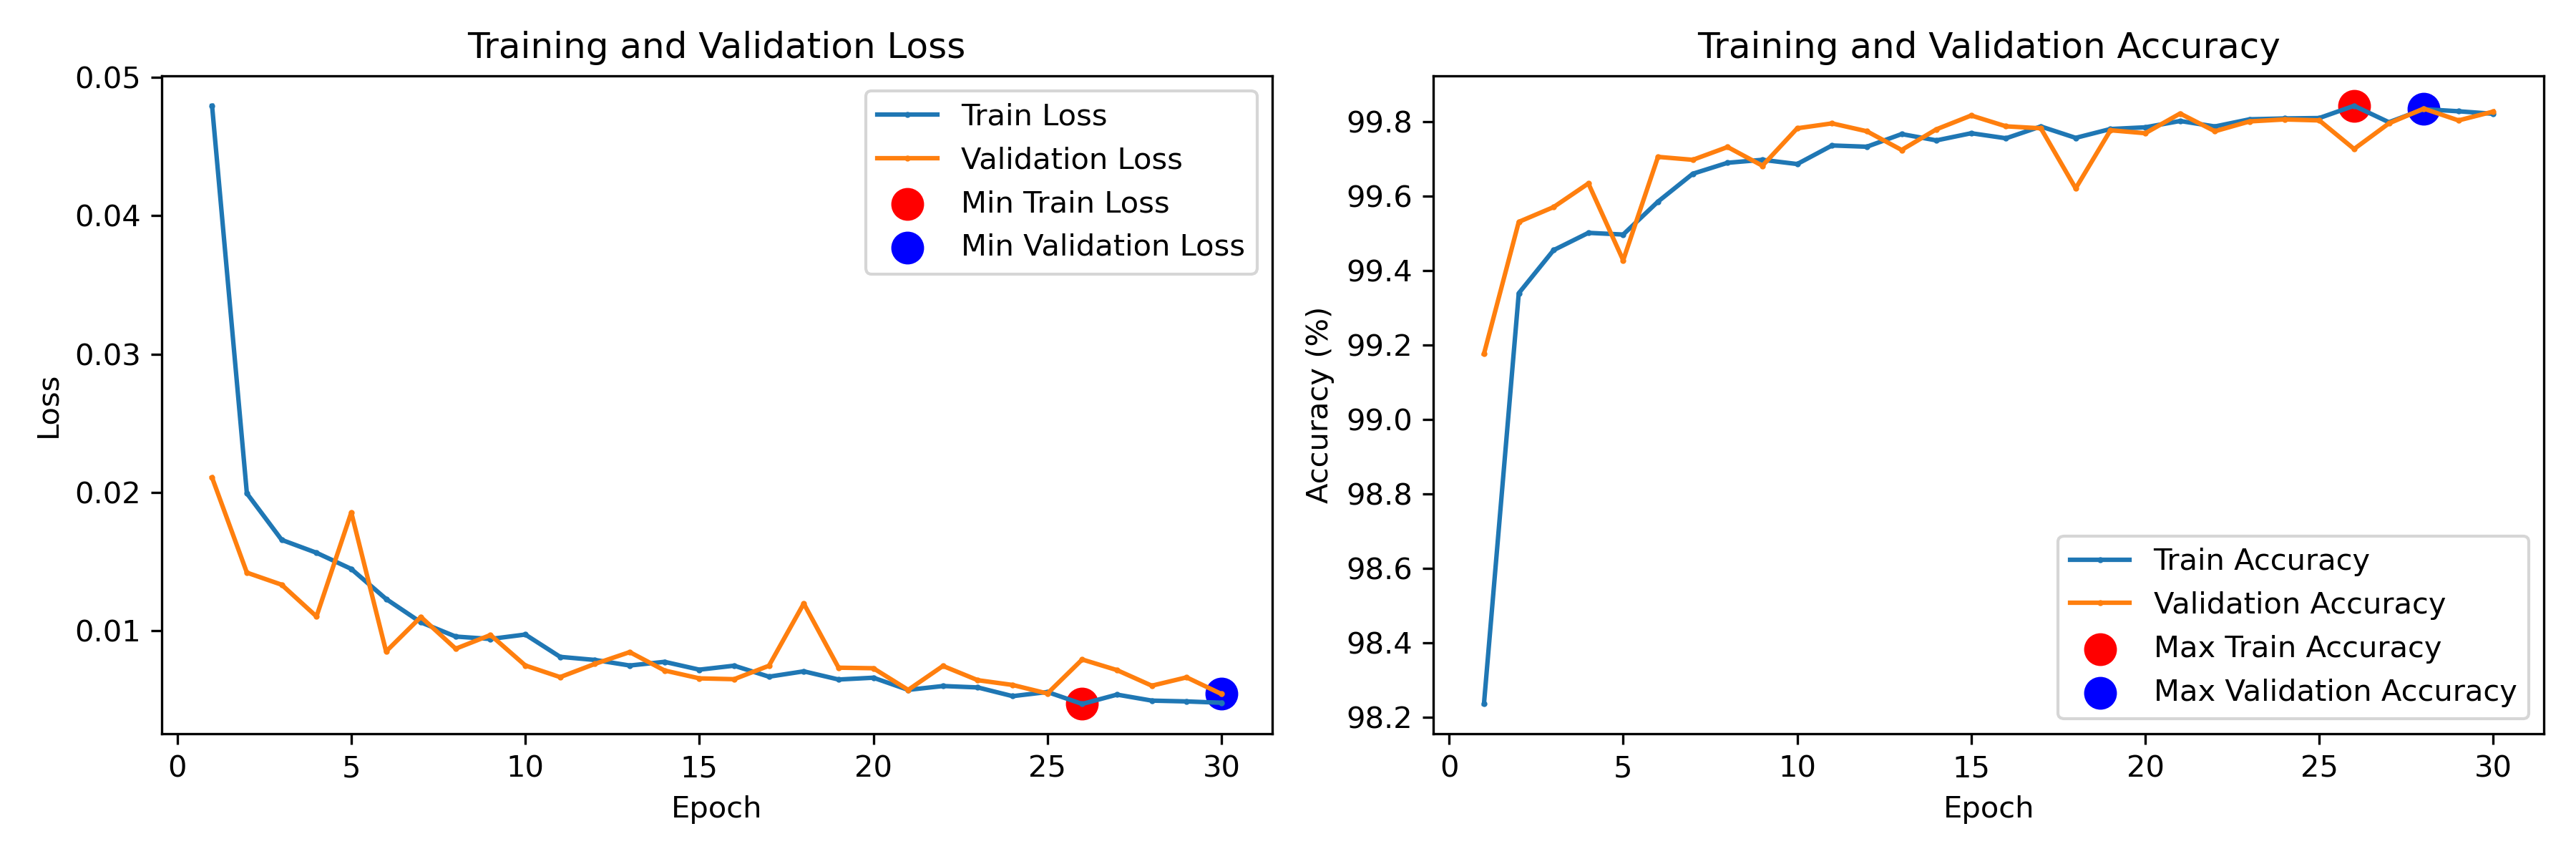 Training and Validation Loss
0.05
0.04
0.03
0.02
0.01
Loss
0 5 10 15 20 25 30
Epoch
Train Loss
Validation Loss
Min Train Loss
Min Validation Loss
Training and Validation Accuracy
99.8
99.6
99.4
99.2
99.0
98.8
98.6
98.4
98.2
Accuracy (%)
0 5 10 15 20 25 30
Epoch
Train Accuracy
Validation Accuracy
Max Train Accuracy
Max Validation Accuracy